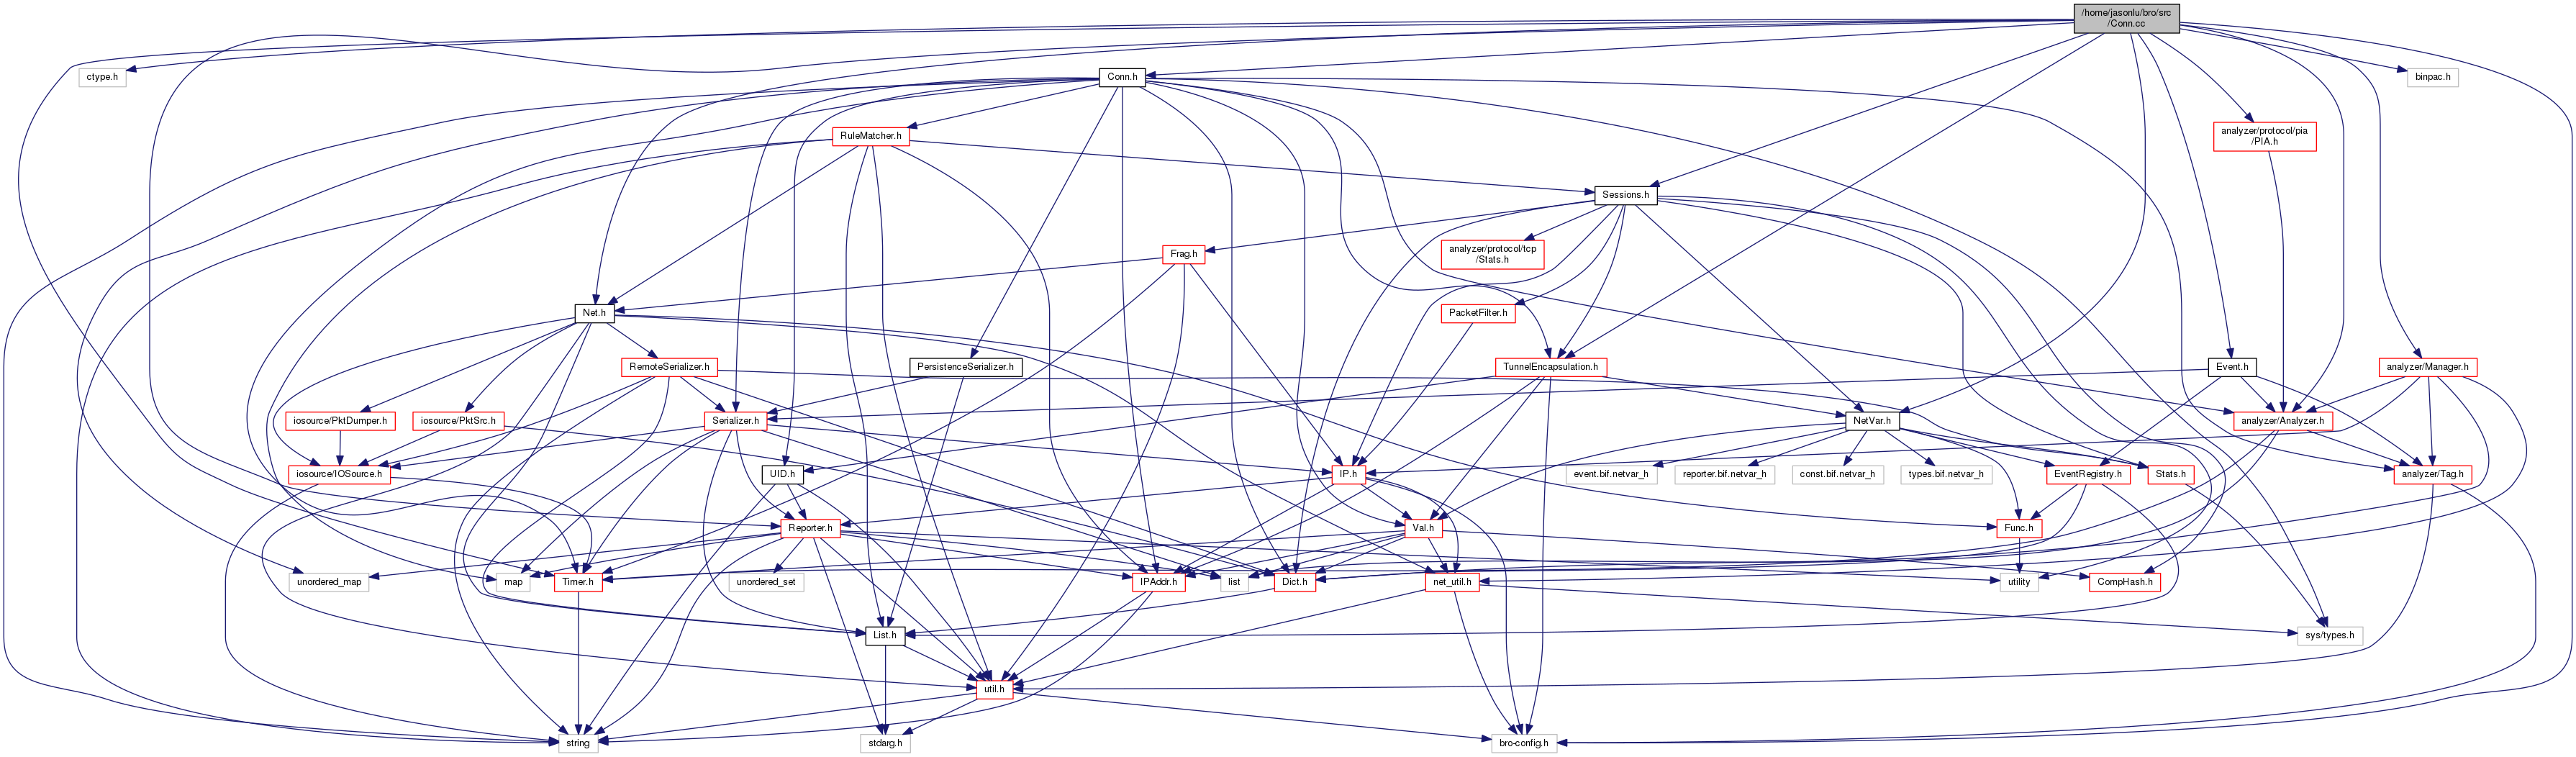 /home/jasonlu/bro/src
/Conn.cc
ctype.h
Conn.h
binpac.h
RuleMatcher.h
analyzer/protocol/pia
/PIA.h
Sessions.h
Frag.h
analyzer/protocol/tcp
/Stats.h
Net.h
PacketFilter.h
RemoteSerializer.h
PersistenceSerializer.h
TunnelEncapsulation.h
Event.h
analyzer/Manager.h
iosource/PktDumper.h
iosource/PktSrc.h
Serializer.h
NetVar.h
analyzer/Analyzer.h
iosource/IOSource.h
UID.h
IP.h
event.bif.netvar_h
reporter.bif.netvar_h
const.bif.netvar_h
types.bif.netvar_h
EventRegistry.h
Stats.h
analyzer/Tag.h
Reporter.h
Val.h
Func.h
unordered_map
map
Timer.h
unordered_set
IPAddr.h
list
Dict.h
net_util.h
utility
CompHash.h
List.h
sys/types.h
util.h
string
stdarg.h
bro-config.h